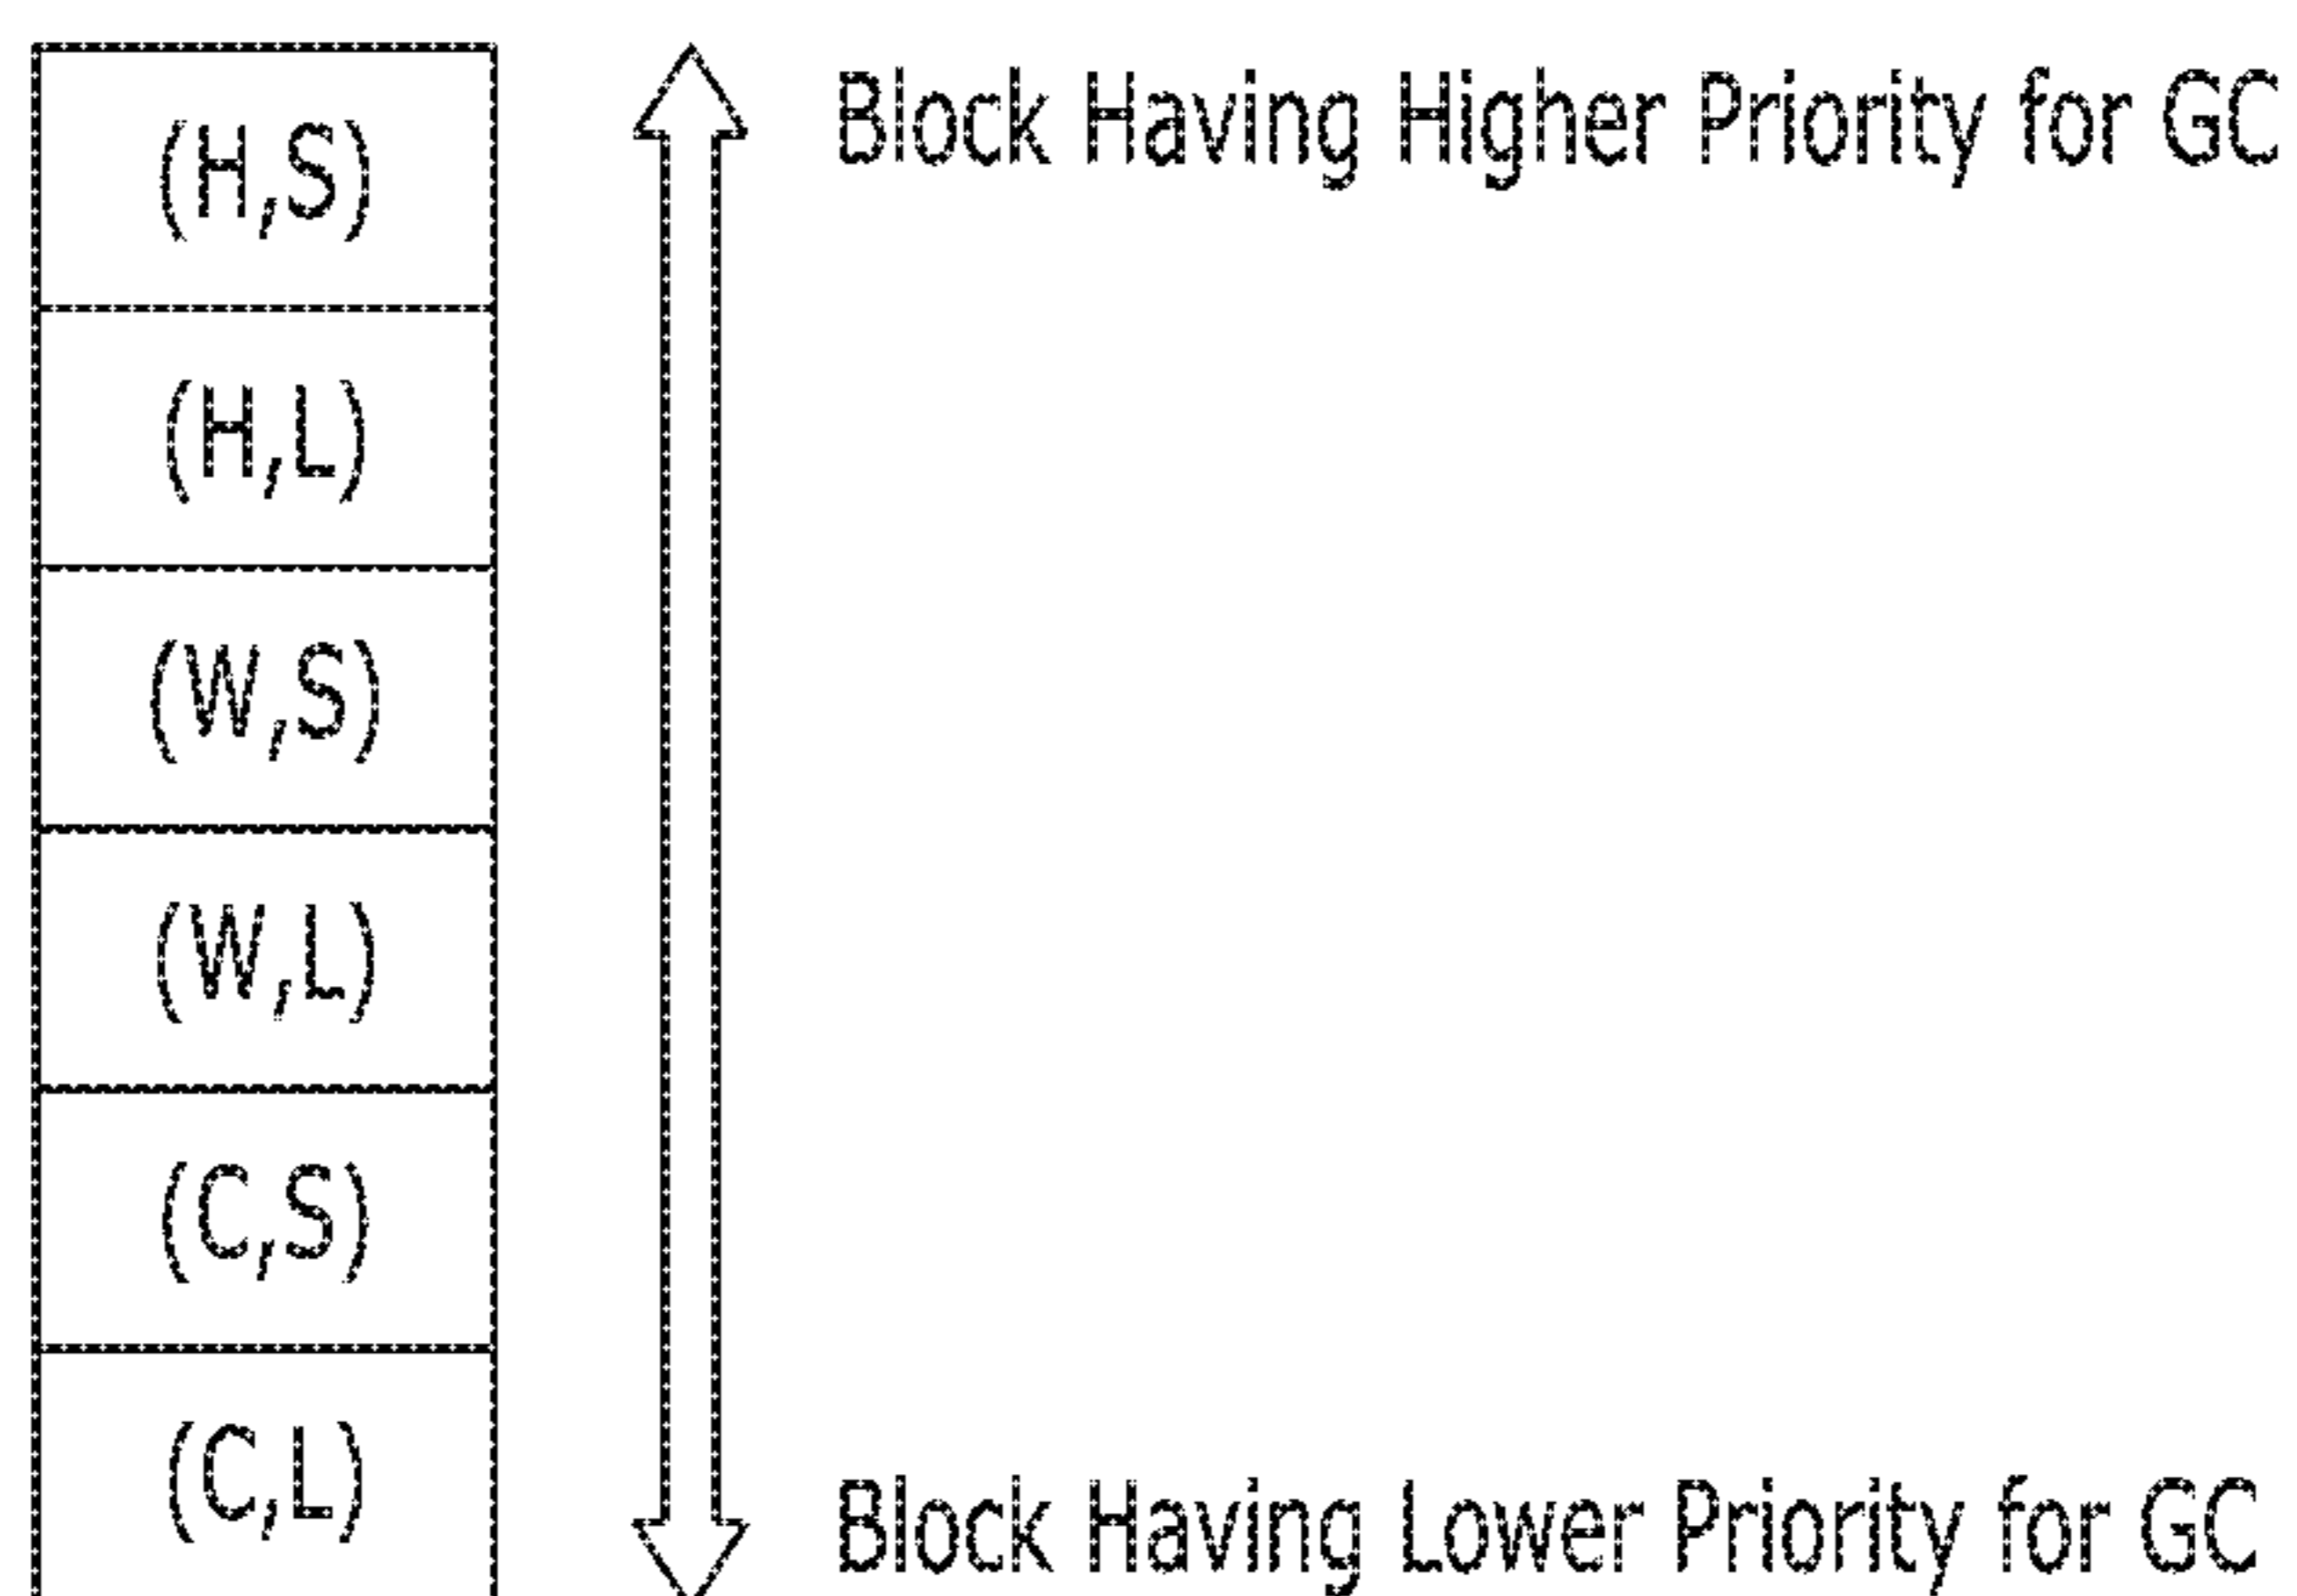 (H,S)
Block Having Higher Priority for GC
(H,L)
(W,S)
(W,L)
(C,S)
(C,L)
Block Having Lower Priority for GC